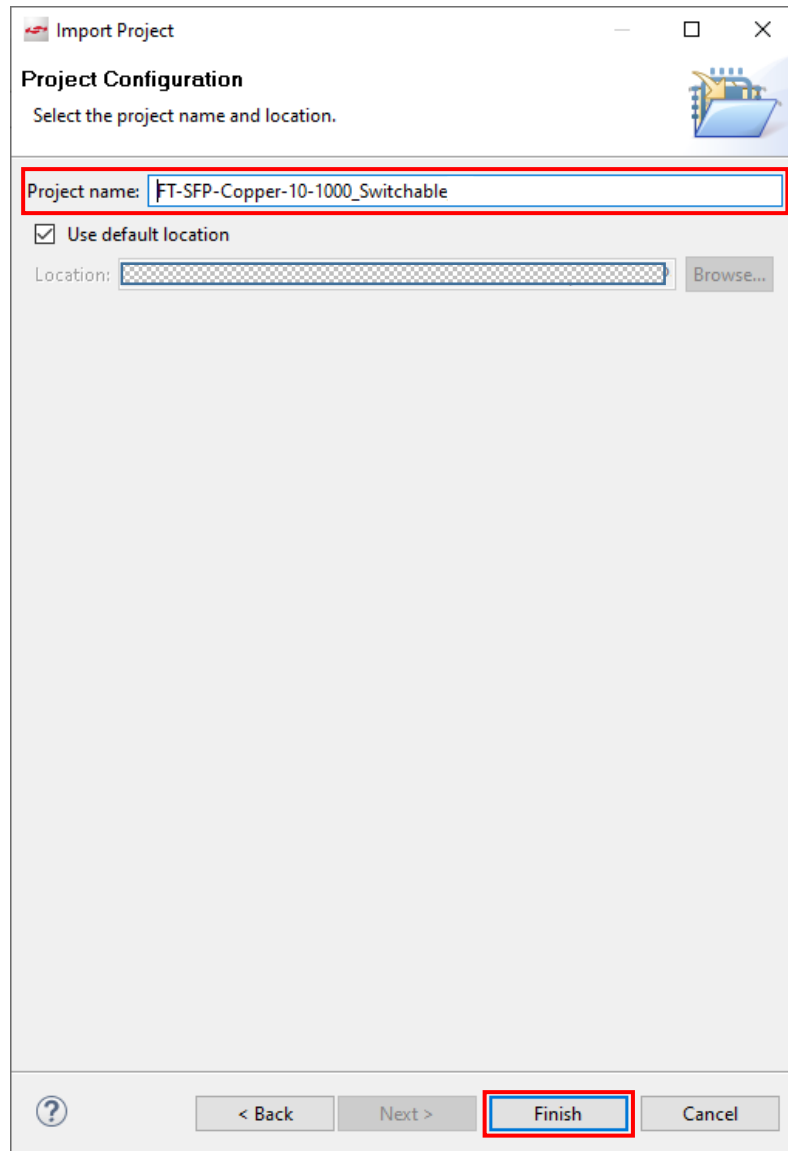 Import Project
Project Configuration
Select the project name and location.
Project name: FT-SFP-Copper-10-1000_Switchable
Use default location
Location: Browse...
? < Back Next > Finish Cancel